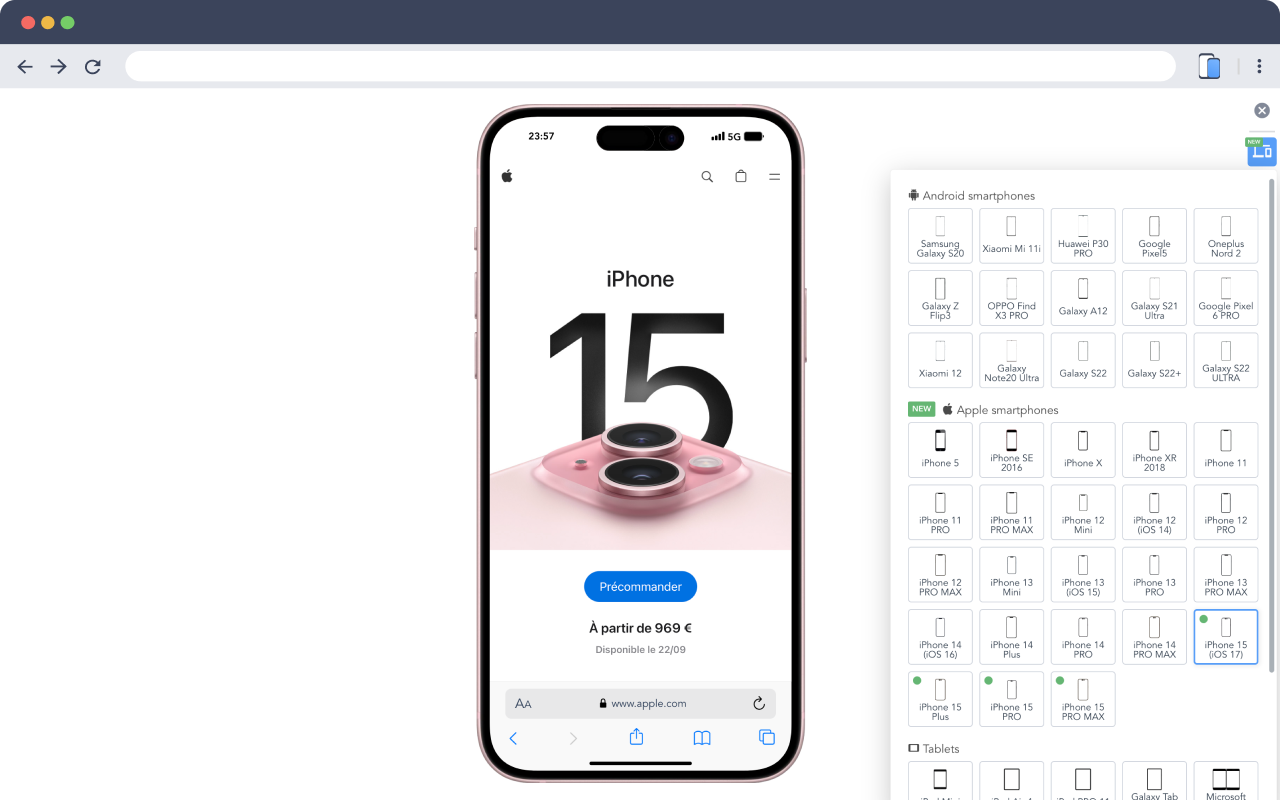 23:57
5G
iPhone
15
Précommander
À partir de 969 €
Disponible le 22/09
AA
www.apple.com
NEW
Android smartphones
Samsung
Galaxy S20
Xiaomi Mi 11i
Huawei P30
PRO
Google
Pixel5
Oneplus
Nord 2
Galaxy Z
Flip3
OPPO Find
X3 PRO
Galaxy A12
Galaxy S21
Ultra
Google Pixel
6 PRO
Xiaomi 12
Galaxy
Note20 Ultra
Galaxy S22
Galaxy S22+
Galaxy S22
ULTRA
NEW Apple smartphones
iPhone 5
iPhone SE
2016
iPhone X
iPhone XR
2018
iPhone 11
iPhone 11
PRO
iPhone 11
PRO MAX
iPhone 12
Mini
iPhone 12
(iOS 14)
iPhone 12
PRO
iPhone 12
PRO MAX
iPhone 13
Mini
iPhone 13
(iOS 15)
iPhone 13
PRO
iPhone 13
PRO MAX
iPhone 14
(iOS 16)
iPhone 14
Plus
iPhone 14
PRO
iPhone 14
PRO MAX
iPhone 15
(iOS 17)
iPhone 15
Plus
iPhone 15
PRO
iPhone 15
PRO MAX
Tablets
Galaxy Tab
Microsoft